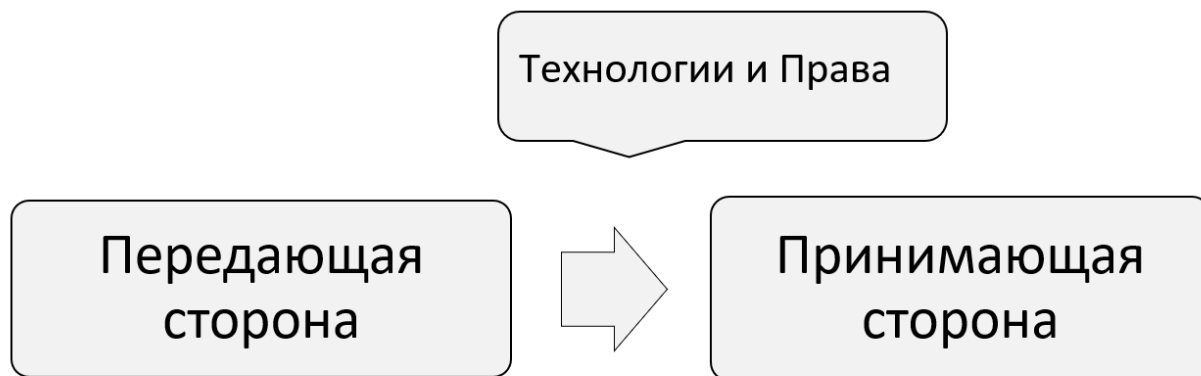 Технологии и Права
Передающая
сторона
Принимающая
сторона